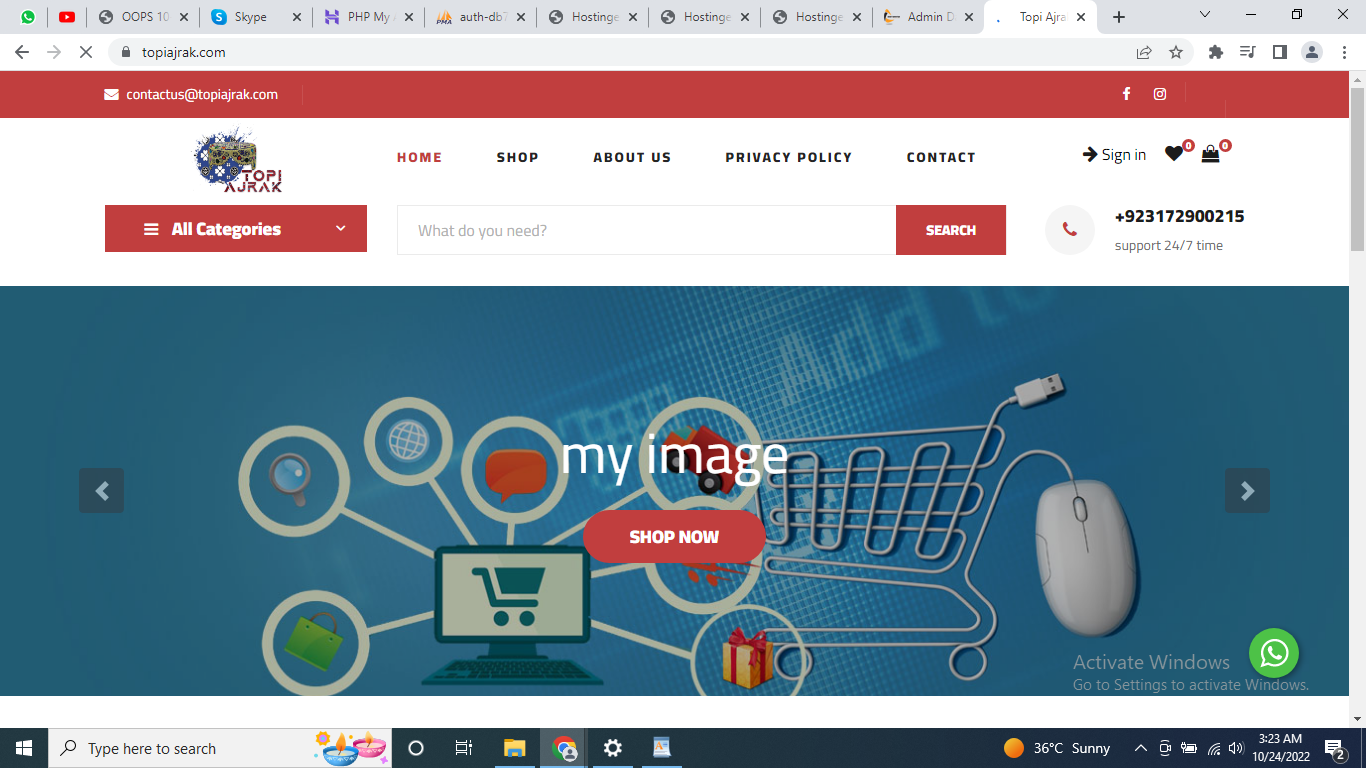 OOPS 10
Skype
PHP My A
auth-db7
Hostinge
Hostinge
Hostinge
Admin D
Topi Ajra
topiajrak.com
contactus@topiajrak.com
TOPI
AJRAK
HOME SHOP ABOUT US PRIVACY POLICY CONTACT
Sign in 0 0
All Categories
What do you need?
SEARCH
+923172900215
support 24/7 time
my image
SHOP NOW
Activate Windows
Go to Settings to activate Windows.
Type here to search
36°C Sunny
3:23 AM
10/24/2022
2